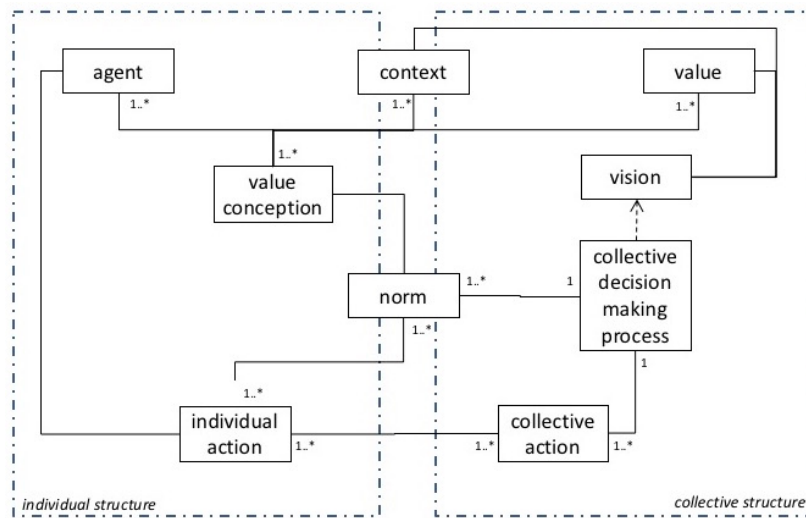 agent
context
value
1..*
1..*
1..*
1..*
value
conception
vision
collective
decision
making
process
1..*
1
norm
1..*
1
1..*
individual
action
collective
action
1..*
1..*
1..*
individual structure
collective structure